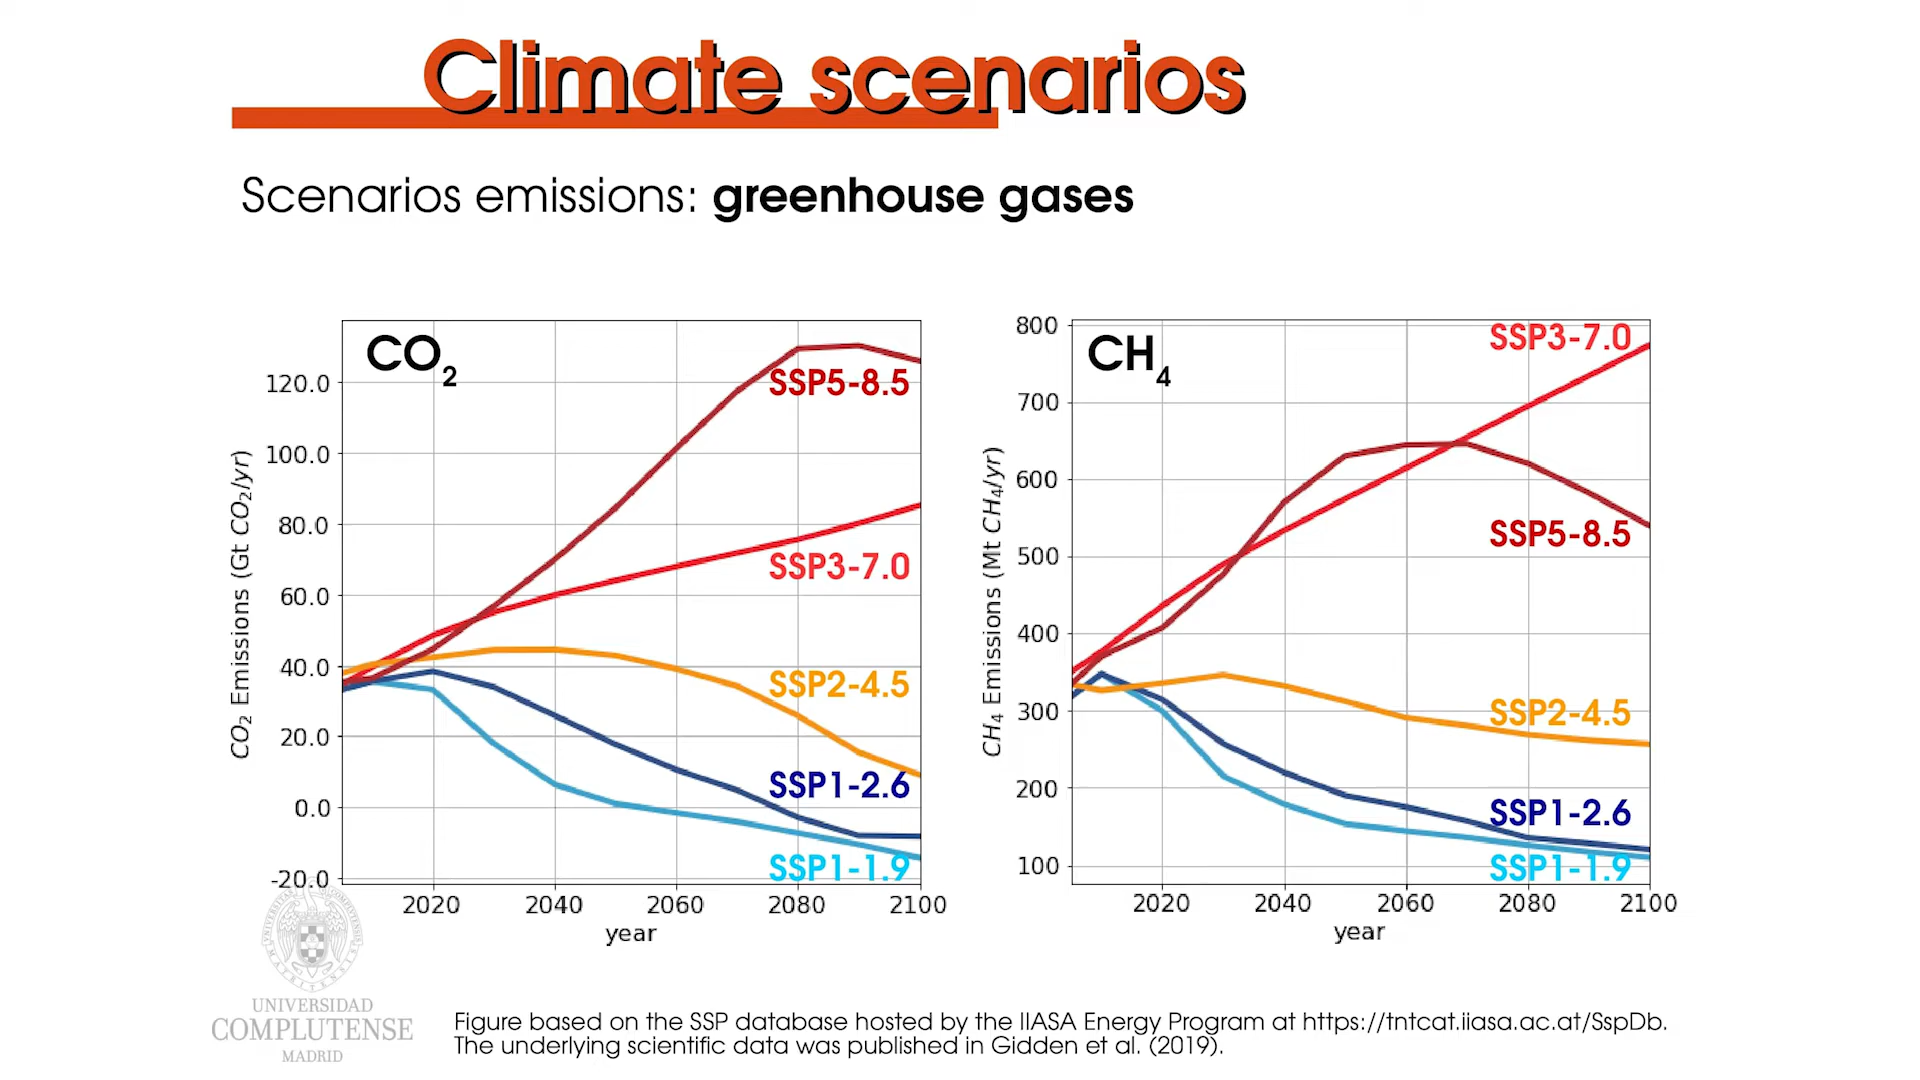 Climate scenarios
Scenarios emissions: greenhouse gases
CO2
120.0
100.0
80.0
60.0
40.0
20.0
0.0
-20.0
CO2 Emissions (Gt CO2/yr)
SSP5-8.5
SSP3-7.0
SSP2-4.5
SSP1-2.6
SSP1-1.9
2020 2040 2060 2080 2100
year
CH4
800
700
600
500
400
300
200
100
CH4 Emissions (Mt CH4/yr)
SSP3-7.0
SSP5-8.5
SSP2-4.5
SSP1-2.6
SSP1-1.9
2020 2040 2060 2080 2100
year
UNIVERSIDAD
COMPLUTENSE
MADRID
Figure based on the SSP database hosted by the IIASA Energy Program at https://tntcat.iiasa.ac.at/SspDb.
The underlying scientific data was published in Gidden et al. (2019).